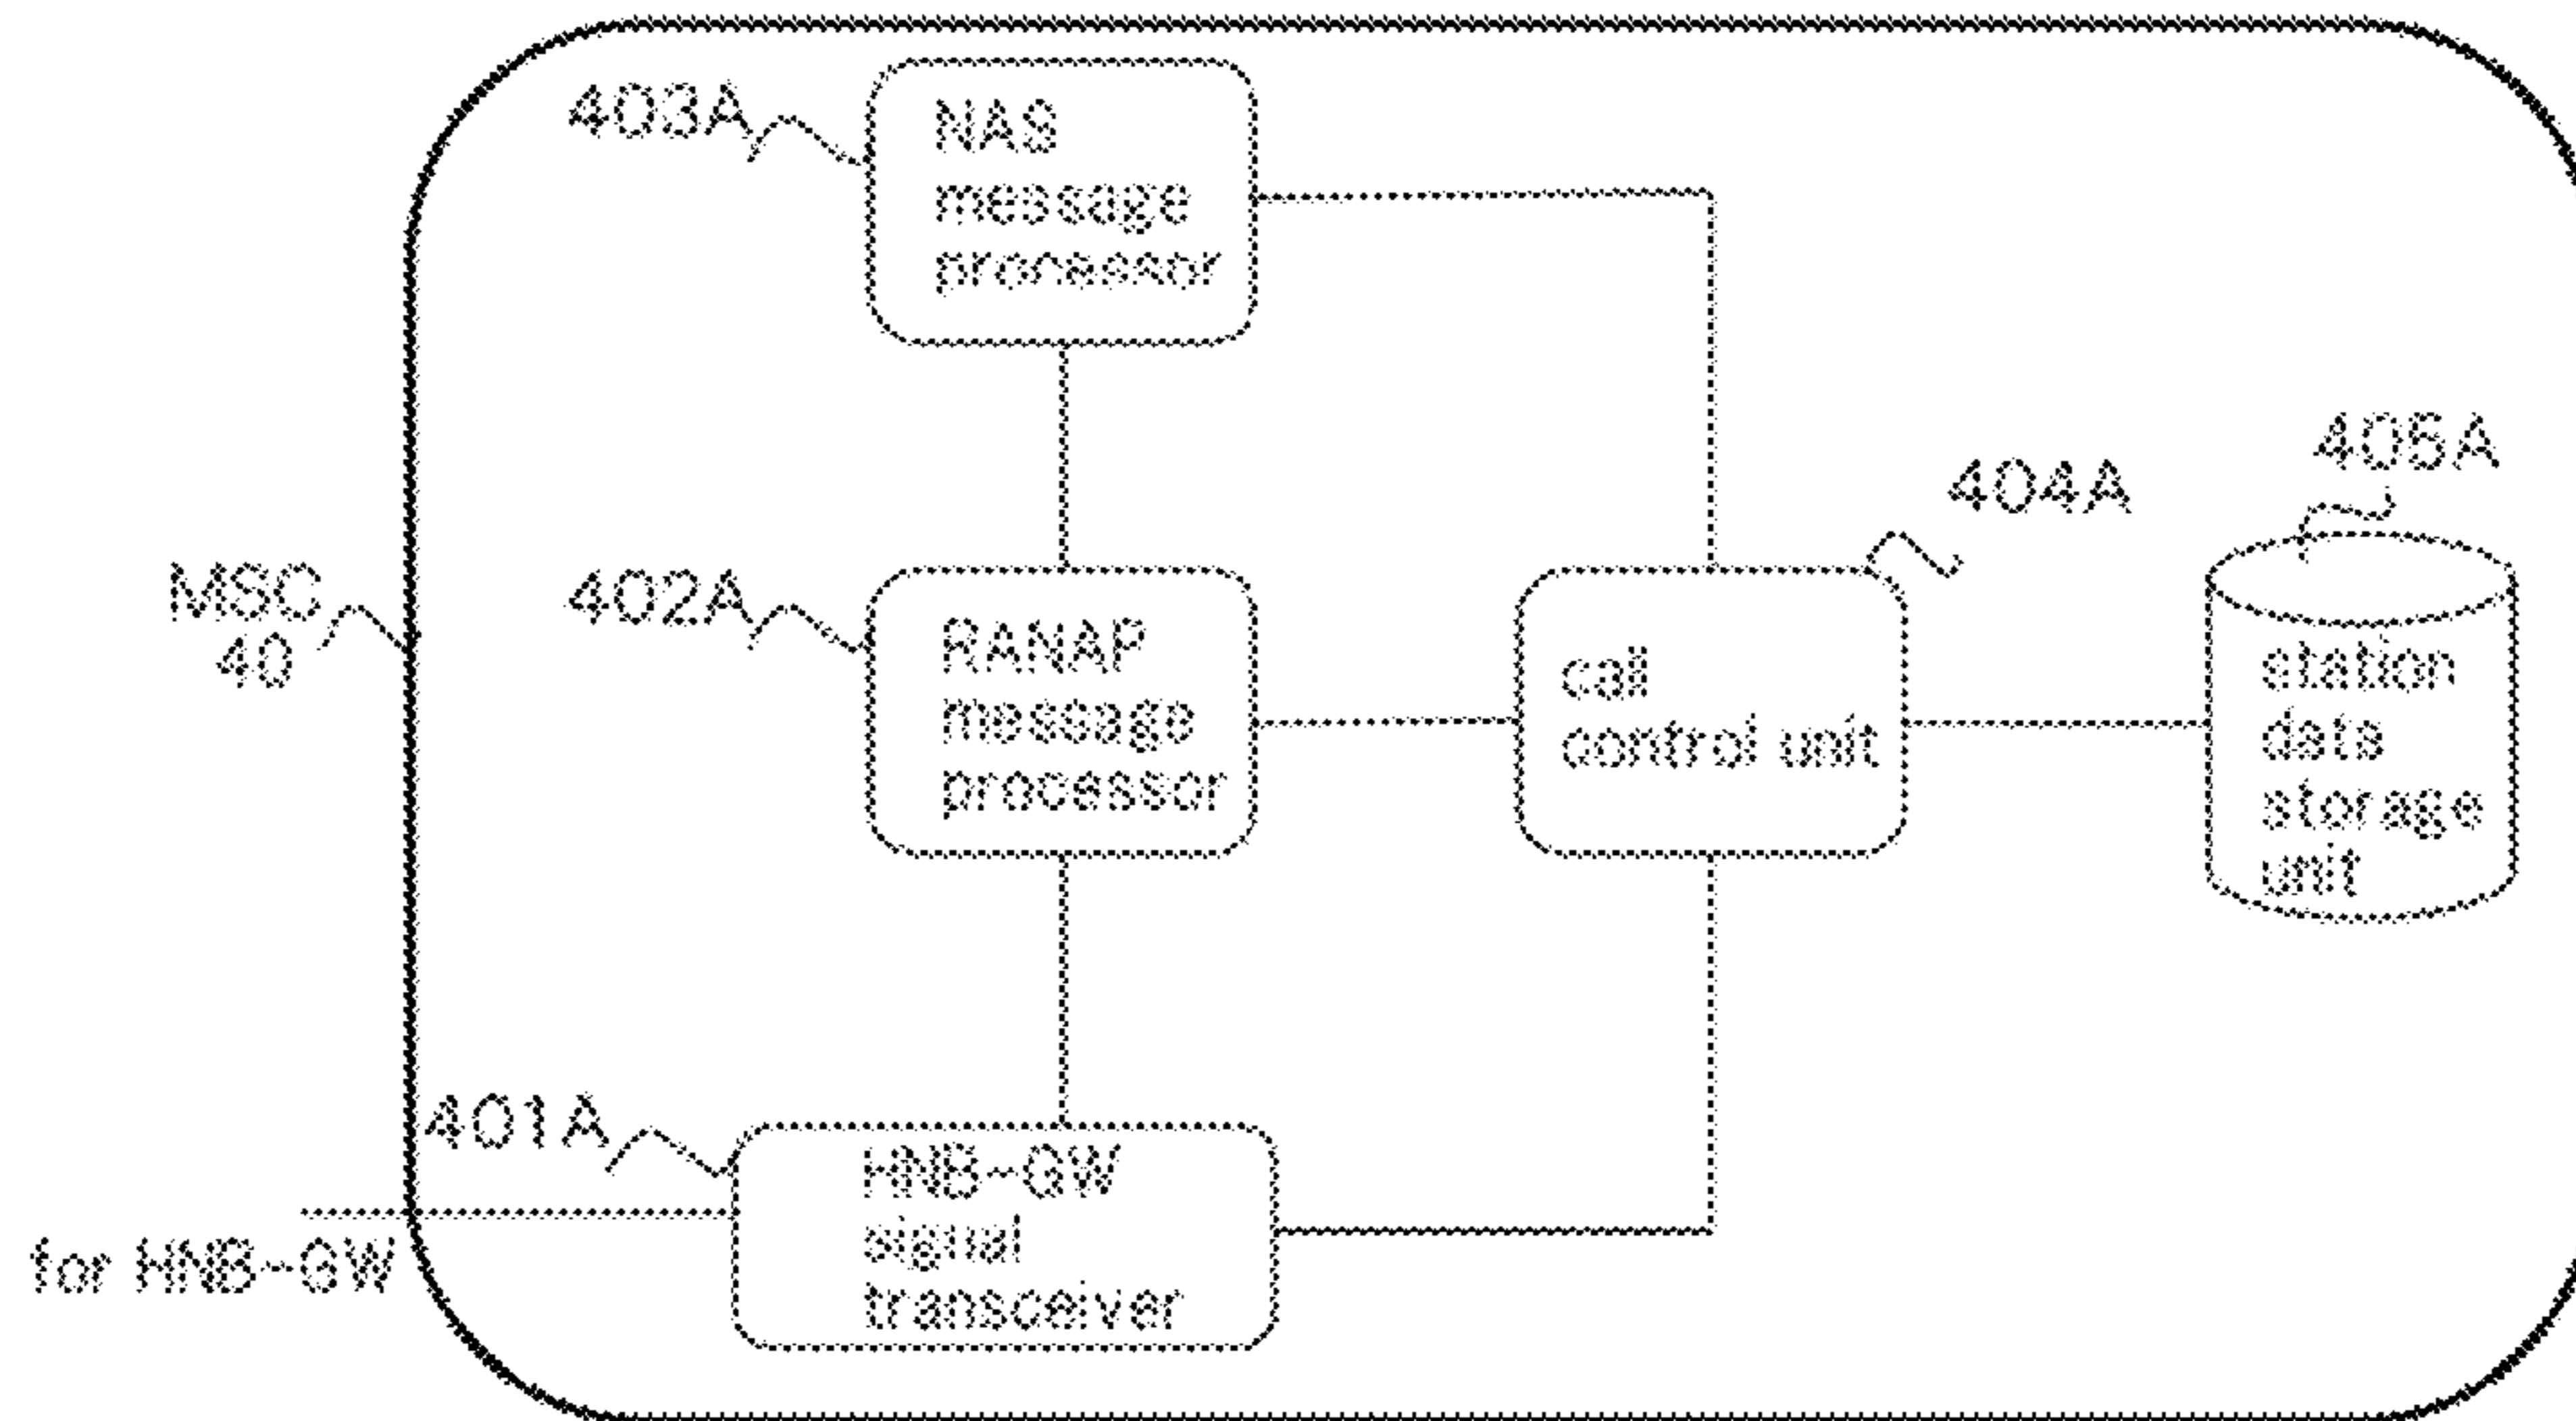 403A
NAS
message
processor
405A
404A
MSC
40
402A
RANAP
message
processor
call
control unit
station
data
storage
unit
401A
HNB-GW
signal
transceiver
for HNB-GW